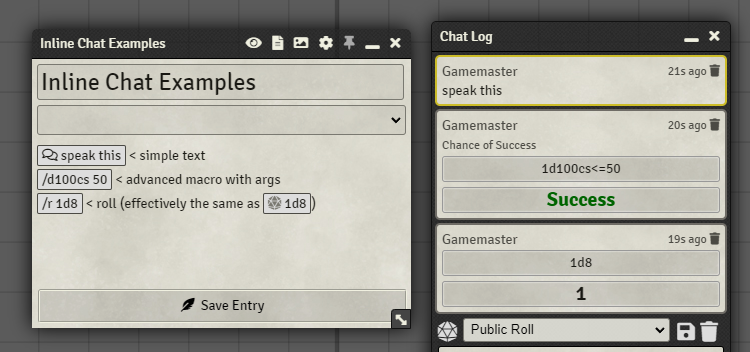 Inline Chat Examples
Inline Chat Examples
speak this < simple text
/d100cs 50 < advanced macro with args
/r 1d8 < roll (effectively the same as 1d8)
Save Entry
Chat Log
Gamemaster 21s ago
speak this
Gamemaster 20s ago
Chance of Success
1d100cs<=50
Success
Gamemaster 19s ago
1d8
1
Public Roll